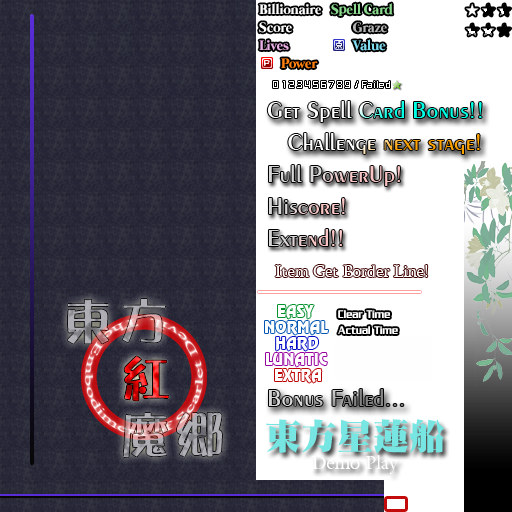 Billionaire Spell Card
Score Graze
Lives Value
P Power
0123456789 / Failed
Get Spell Card Bonus!!
Challenge next stage!
Full PowerUp!
Hiscore!
Extend!!
Item Get Border Line!
EASY
NORMAL
HARD
LUNATIC
EXTRA
Clear Time
Actual Time
Bonus Failed...
東方星蓮船
Demo Play
東方
紅
魔郷